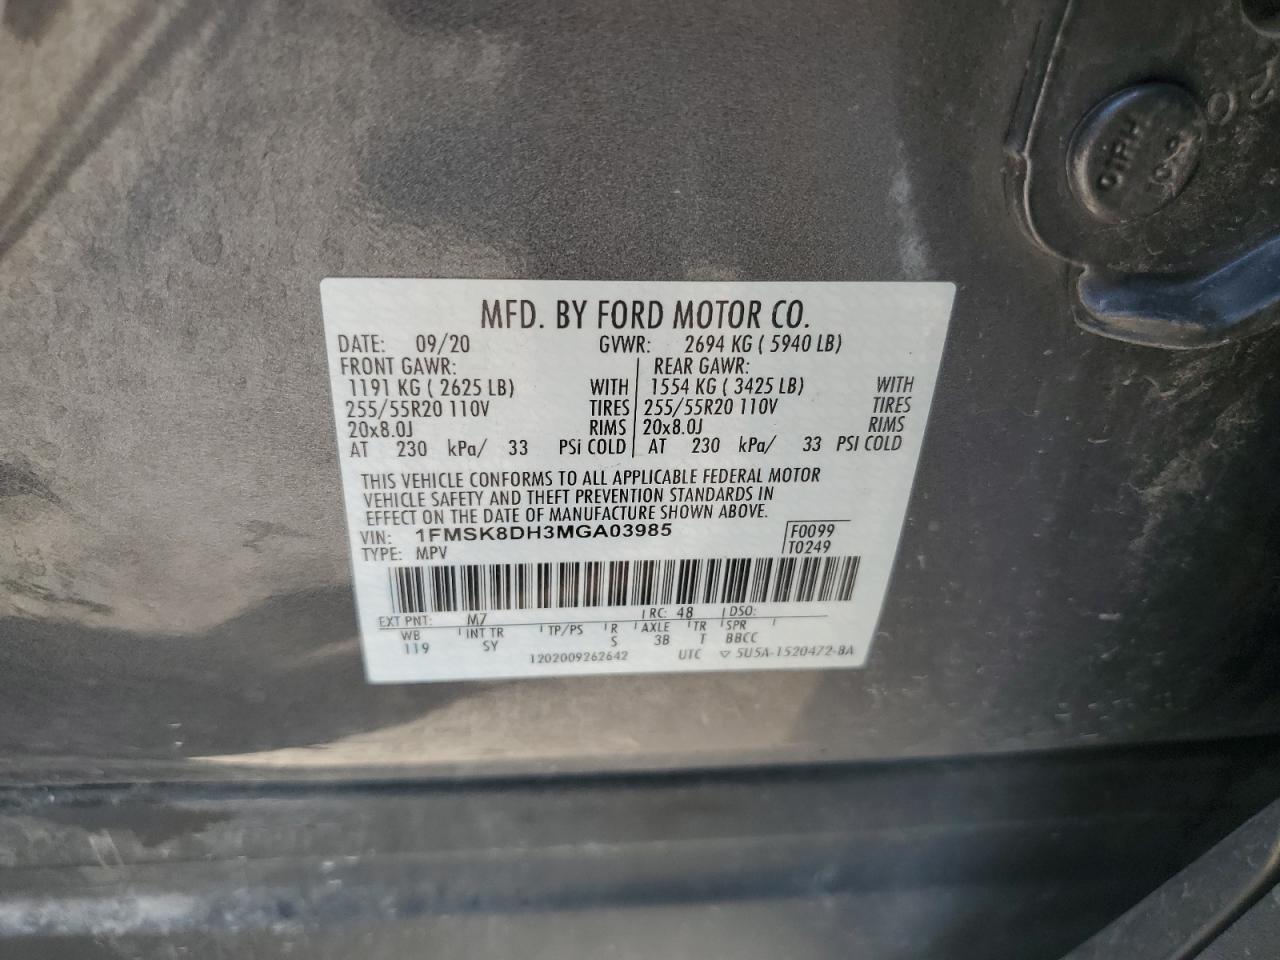 MFD. BY FORD MOTOR CO.
DATE: 09/20 GVWR: 2694 KG ( 5940 LB)
FRONT GAWR: REAR GAWR:
1191 KG ( 2625 LB) WITH 1554 KG ( 3425 LB) WITH
255/55R20 110V TIRES 255/55R20 110V TIRES
20x8.0J RIMS 20x8.0J RIMS
AT 230 kPa/ 33 PSi COLD AT 230 kPa/ 33 PSI COLD
THIS VEHICLE CONFORMS TO ALL APPLICABLE FEDERAL MOTOR
VEHICLE SAFETY AND THEFT PREVENTION STANDARDS IN
EFFECT ON THE DATE OF MANUFACTURE SHOWN ABOVE.
VIN: 1FMSK8DH3MGA03985 F0099
TYPE: MPV T0249
EXT PNT: M7 RC: 48 DSO:
WB INT TR TP/PS R AXLE TR SPR
119 SY S 3B T BBCC
1202009262642 UTC ▽ 5U5A-1520472-BA